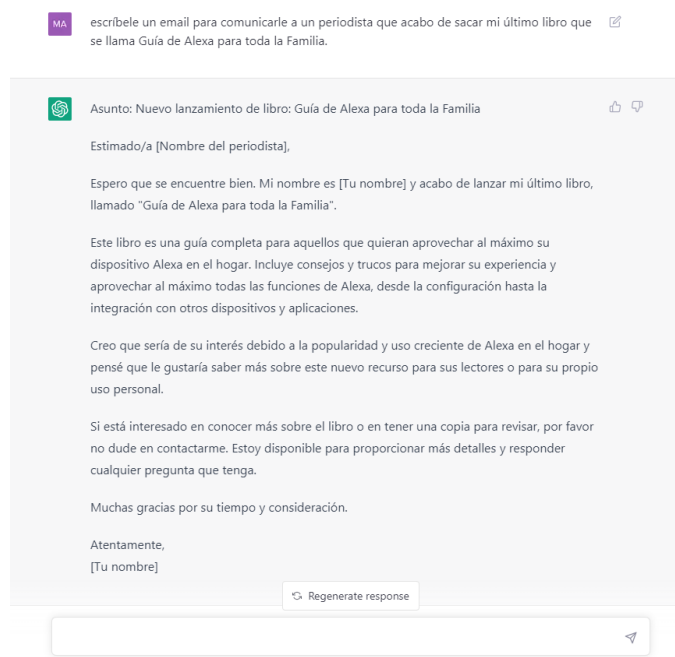 MA
escríbele un email para comunicarle a un periodista que acabo de sacar mi último libro que
se llama Guía de Alexa para toda la Familia.
Asunto: Nuevo lanzamiento de libro: Guía de Alexa para toda la Familia
Estimado/a [Nombre del periodista],
Espero que se encuentre bien. Mi nombre es [Tu nombre] y acabo de lanzar mi último libro,
llamado "Guía de Alexa para toda la Familia".
Este libro es una guía completa para aquellos que quieran aprovechar al máximo su
dispositivo Alexa en el hogar. Incluye consejos y trucos para mejorar su experiencia y
aprovechar al máximo todas las funciones de Alexa, desde la configuración hasta la
integración con otros dispositivos y aplicaciones.
Creo que sería de su interés debido a la popularidad y uso creciente de Alexa en el hogar y
pensé que le gustaría saber más sobre este nuevo recurso para sus lectores o para su propio
uso personal.
Si está interesado en conocer más sobre el libro o en tener una copia para revisar, por favor
no dude en contactarme. Estoy disponible para proporcionar más detalles y responder
cualquier pregunta que tenga.
Muchas gracias por su tiempo y consideración.
Atentamente,
[Tu nombre]
Regenerate response